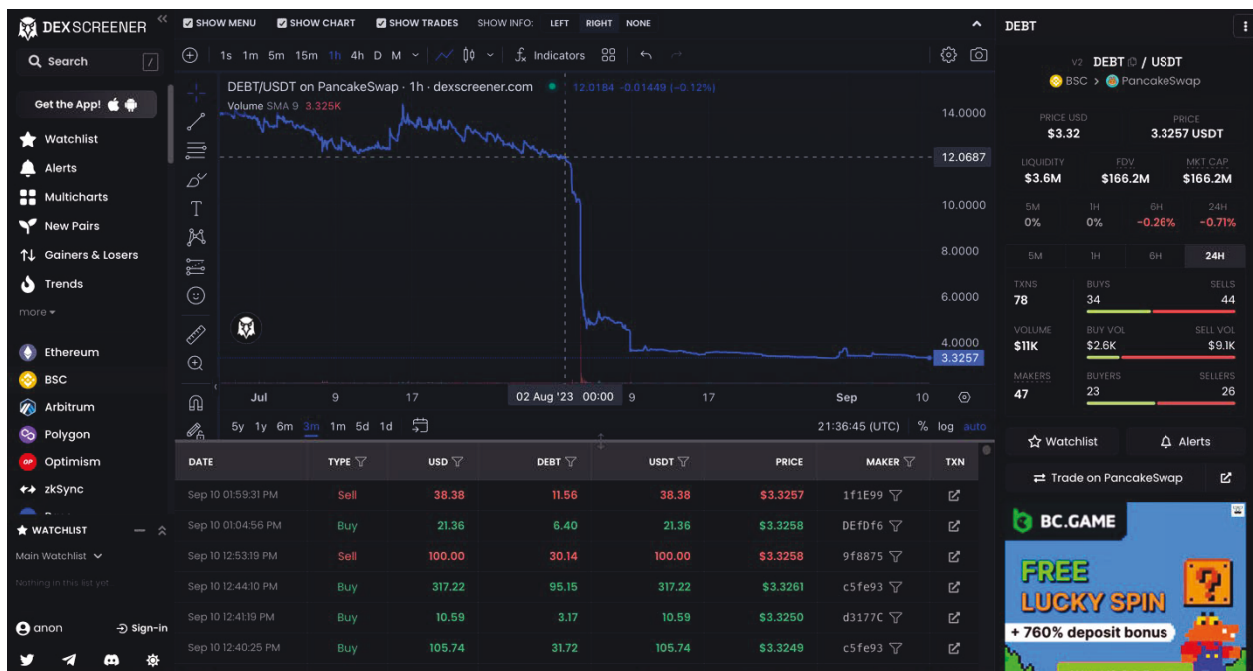 DEXSCREENER
Search /
Get the App!
Watchlist
Alerts
Multicharts
New Pairs
Gainers & Losers
Trends
more
Ethereum
BSC
Arbitrum
Polygon
OP Optimism
zkSync
WATCHLIST
Main Watchlist
Nothing in this list yet
anon Sign-in
SHOW MENU SHOW CHART SHOW TRADES SHOW INFO: LEFT RIGHT NONE
1s 1m 5m 15m 1h 4h D M Indicators
DEBT/USDT on PancakeSwap · 1h · dexscreener.com 12.0184 -0.01449 (-0.12%)
Volume SMA 9 3.325K
14.0000
12.0687
10.0000
8.0000
6.0000
4.0000
3.3257
Jul 9 17 02 Aug '23 00:00 9 17 Sep 10
5y 1y 6m 3m 1m 5d 1d 21:36:45 (UTC) % log auto
DATE TYPE USD DEBT USDT PRICE MAKER TXN
Sep 10 01:59:31 PM Sell 38.38 11.56 38.38 $3.3257 1f1E99
Sep 10 01:04:56 PM Buy 21.36 6.40 21.36 $3.3258 DEfDf6
Sep 10 12:53:19 PM Sell 100.00 30.14 100.00 $3.3258 9f8875
Sep 10 12:44:10 PM Buy 317.22 95.15 317.22 $3.3261 c5fe93
Sep 10 12:41:19 PM Buy 10.59 3.17 10.59 $3.3250 d3177C
Sep 10 12:40:25 PM Buy 105.74 31.72 105.74 $3.3249 c5fe93
DEBT
V2 DEBT / USDT
BSC > PancakeSwap
PRICE USD PRICE
$3.32 3.3257 USDT
LIQUIDITY FDV MKT CAP
$3.6M $166.2M $166.2M
5M 1H 6H 24H
0% 0% -0.26% -0.71%
5M 1H 6H 24H
TXNS BUYS SELLS
78 34 44
VOLUME BUY VOL SELL VOL
$11K $2.6K $9.1K
MAKERS BUYERS SELLERS
47 23 26
Watchlist Alerts
Trade on PancakeSwap
BC.GAME
FREE
LUCKY SPIN
+ 760% deposit bonus